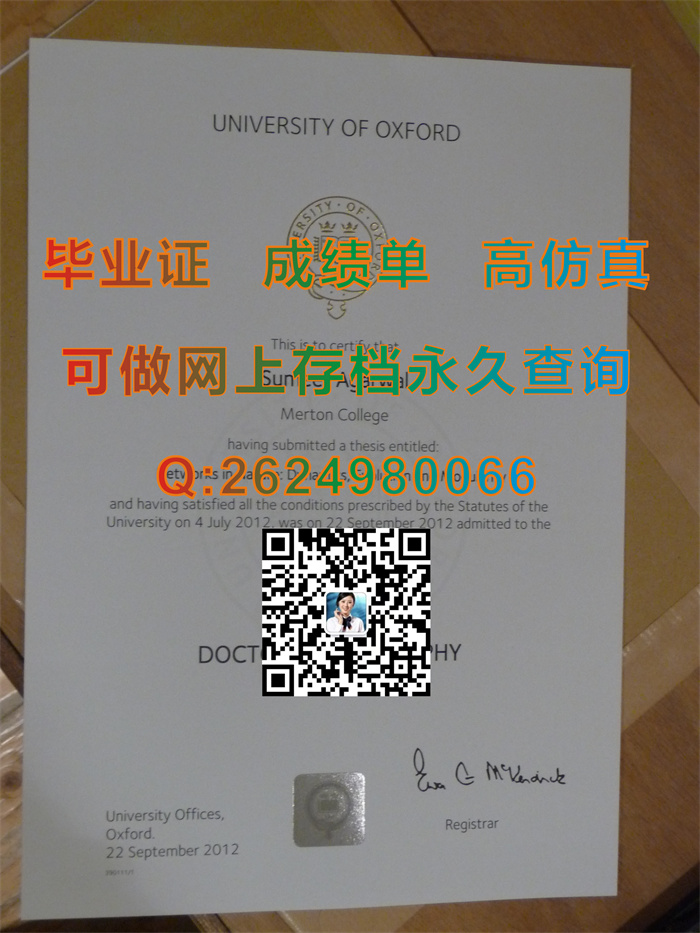 UNIVERSITY OF OXFORD
毕业证 成绩单 高仿真
This is to certify that
可做网上存档永久查询
Agarwal
Merton College
having submitted a thesis entitled:
Q:2624980066
and having satisfied all the conditions prescribed by the Statutes of the
University on 4 July 2012, was on 22 September 2012 admitted to the
University Offices,
Oxford.
22 September 2012
Registrar